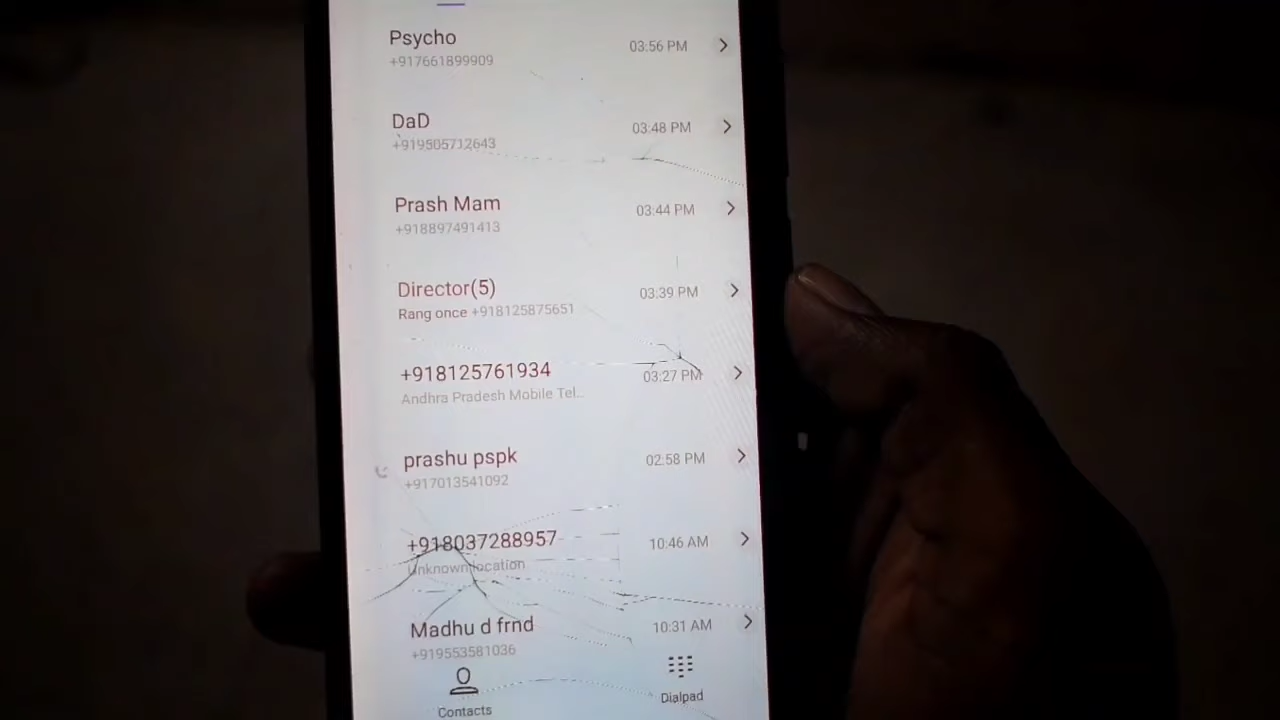 Psycho
03:56 PM
+917661899909
DaD
03:48 PM
+919505712643
Prash Mam
03:44 PM
+918897491413
Director(5)
03:39 PM
Rang once +918125875651
+918125761934
03:27 PM
Andhra Pradesh Mobile Tel..
prashu pspk
02:58 PM
+917013541092
+918037288957
10:46 AM
Unknown location
Madhu d frnd
10:31 AM
+919553581036
Contacts
Dialpad